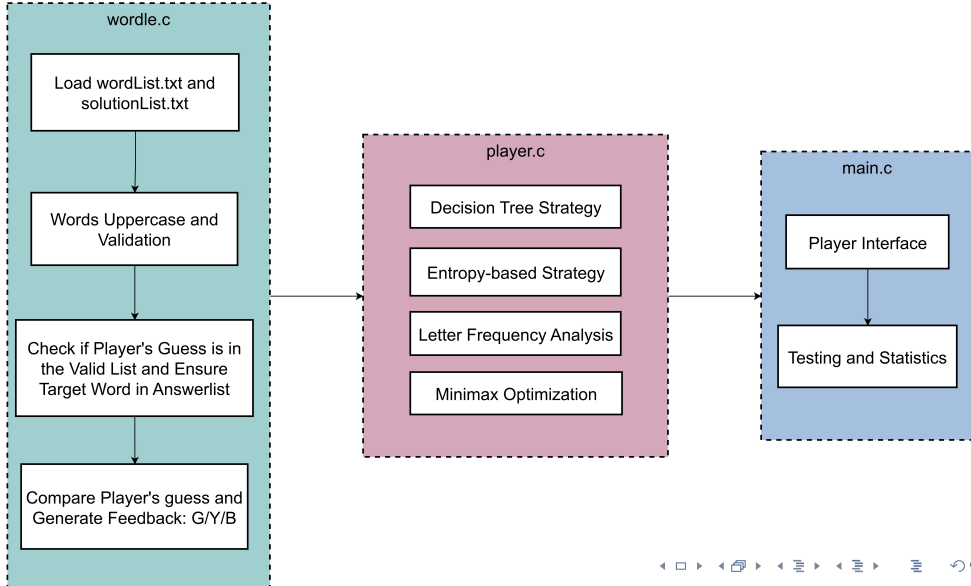 wordle.c
Load wordList.txt and
solutionList.txt
Words Uppercase and
Validation
Check if Player's Guess is in
the Valid List and Ensure
Target Word in Answerlist
Compare Player's guess and
Generate Feedback: G/Y/B
player.c
Decision Tree Strategy
Entropy-based Strategy
Letter Frequency Analysis
Minimax Optimization
main.c
Player Interface
Testing and Statistics